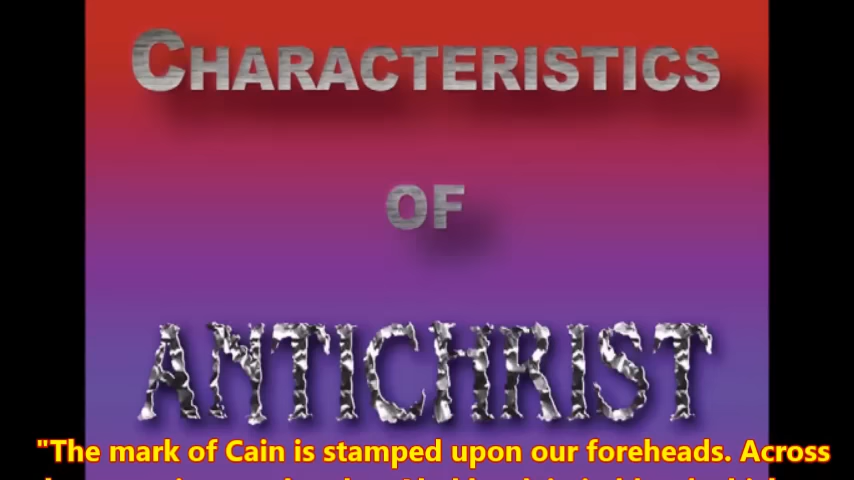 CHARACTERISTICS
OF
ANTICHRIST
"The mark of Cain is stamped upon our foreheads. Across